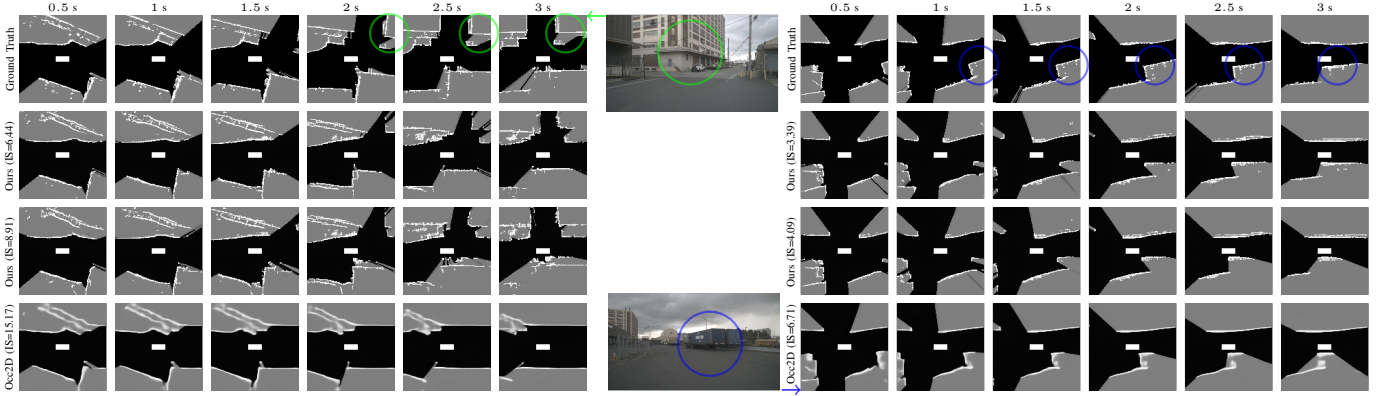 0.5 s 1 s 1.5 s 2 s 2.5 s 3 s
Ground Truth
Ours (IS=6.44)
Ours (IS=8.91)
Occ2D (IS=15.17)
0.5 s 1 s 1.5 s 2 s 2.5 s 3 s
Ground Truth
Ours (IS=3.39)
Ours (IS=4.09)
Occ2D (IS=6.71)